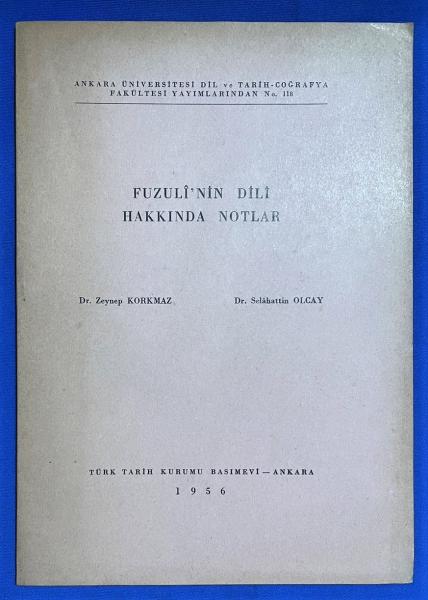 ANKARA ÜNİVERSİTESİ DİL ve TARİH-COĞRAFYA
FAKÜLTESİ YAYIMLARINDAN No. 118
FUZULÎ'NİN DİLİ
HAKKINDA NOTLAR
Dr. Zeynep KORKMAZ Dr. Selâhattin OLCAY
TÜRK TARİH KURUMU BASIMEVİ — ANKARA
1956